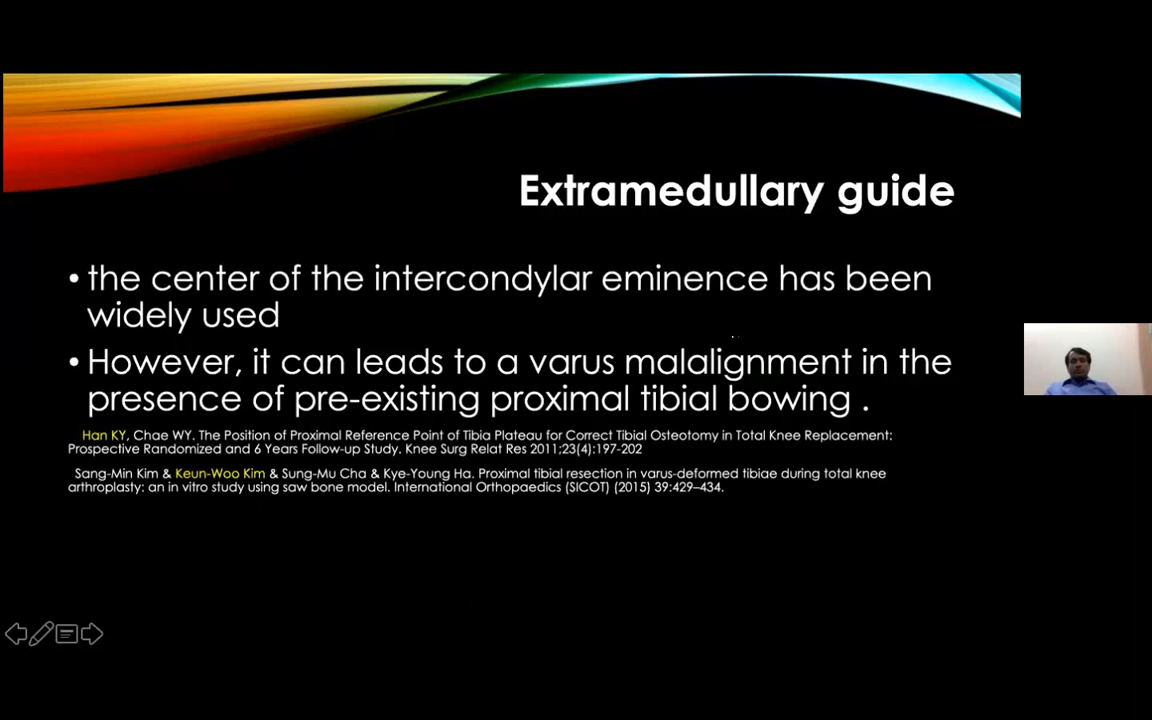 Extramedullary guide
• the center of the intercondylar eminence has been
widely used
• However, it can leads to a varus malalignment in the
presence of pre-existing proximal tibial bowing .
Han KY, Chae WY. The Position of Proximal Reference Point of Tibia Plateau for Correct Tibial Osteotomy in Total Knee Replacement:
Prospective Randomized and 6 Years Follow-up Study. Knee Surg Relat Res 2011;23(4):197-202
Sang-Min Kim & Keun-Woo Kim & Sung-Mu Cha & Kye-Young Ha. Proximal tibial resection in varus-deformed tibiae during total knee
arthroplasty: an in vitro study using saw bone model. International Orthopaedics (SICOT) (2015) 39:429–434.